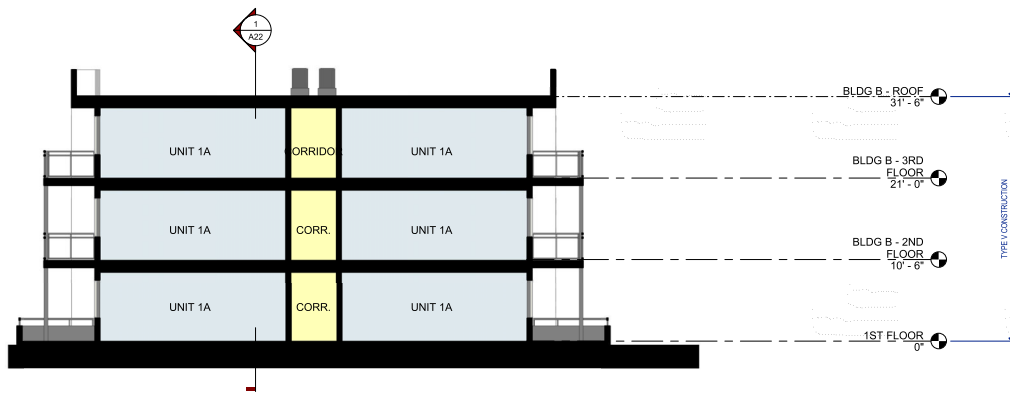 1
A22
BLDG B - ROOF
31' - 6"
UNIT 1A
CORRIDOR
UNIT 1A
BLDG B - 3RD
FLOOR
21' - 0"
TYPE V CONSTRUCTION
UNIT 1A
CORR.
UNIT 1A
BLDG B - 2ND
FLOOR
10' - 6"
UNIT 1A
CORR.
UNIT 1A
1ST FLOOR
0"